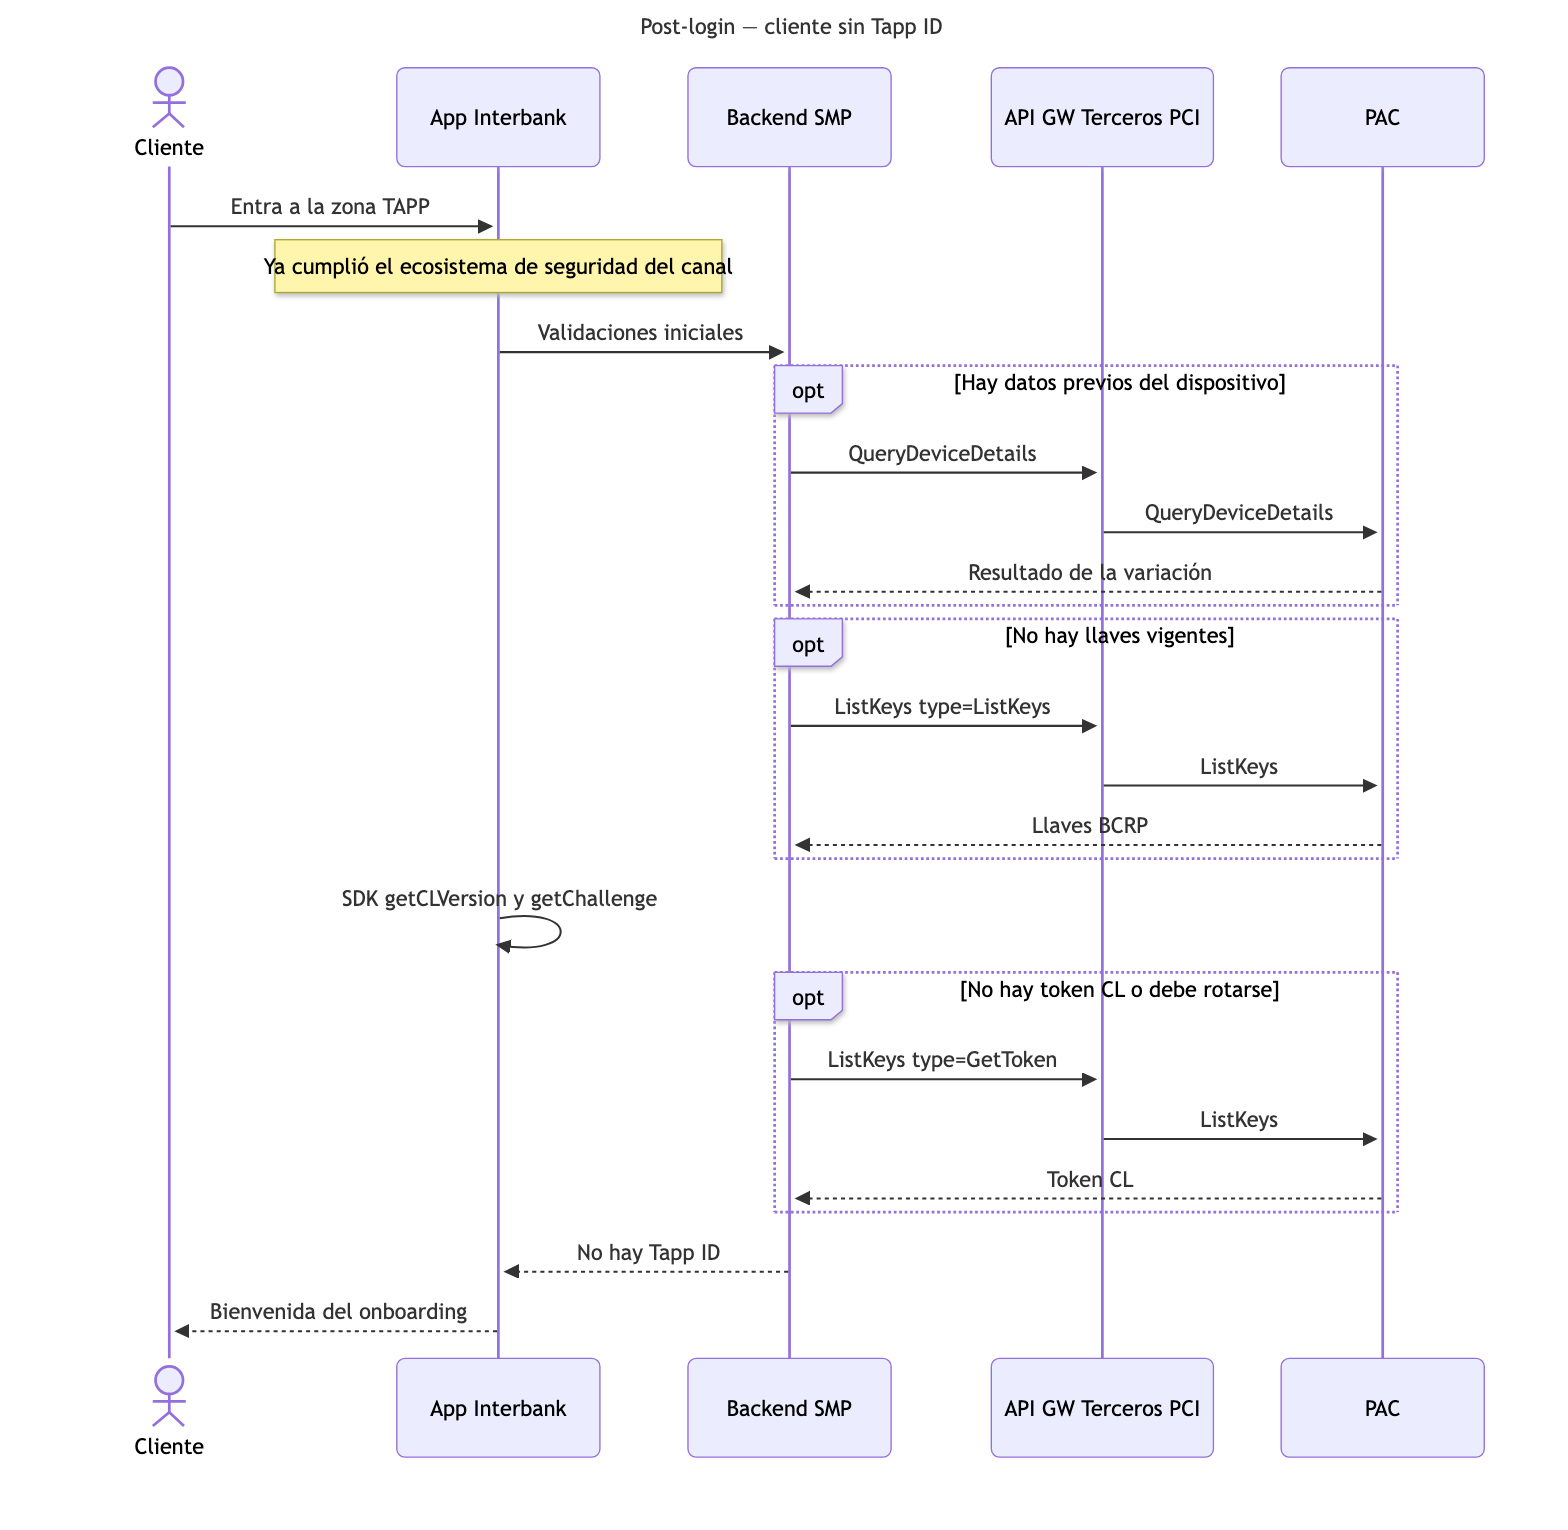 Post-login — cliente sin Tapp ID
Cliente
App Interbank
Backend SMP
API GW Terceros PCI
PAC
Entra a la zona TAPP
Ya cumplió el ecosistema de seguridad del canal
Validaciones iniciales
opt
[Hay datos previos del dispositivo]
QueryDeviceDetails
QueryDeviceDetails
Resultado de la variación
opt
[No hay llaves vigentes]
ListKeys type=ListKeys
ListKeys
Llaves BCRP
SDK getCLVersion y getChallenge
opt
[No hay token CL o debe rotarse]
ListKeys type=GetToken
ListKeys
Token CL
No hay Tapp ID
Bienvenida del onboarding
Cliente
App Interbank
Backend SMP
API GW Terceros PCI
PAC